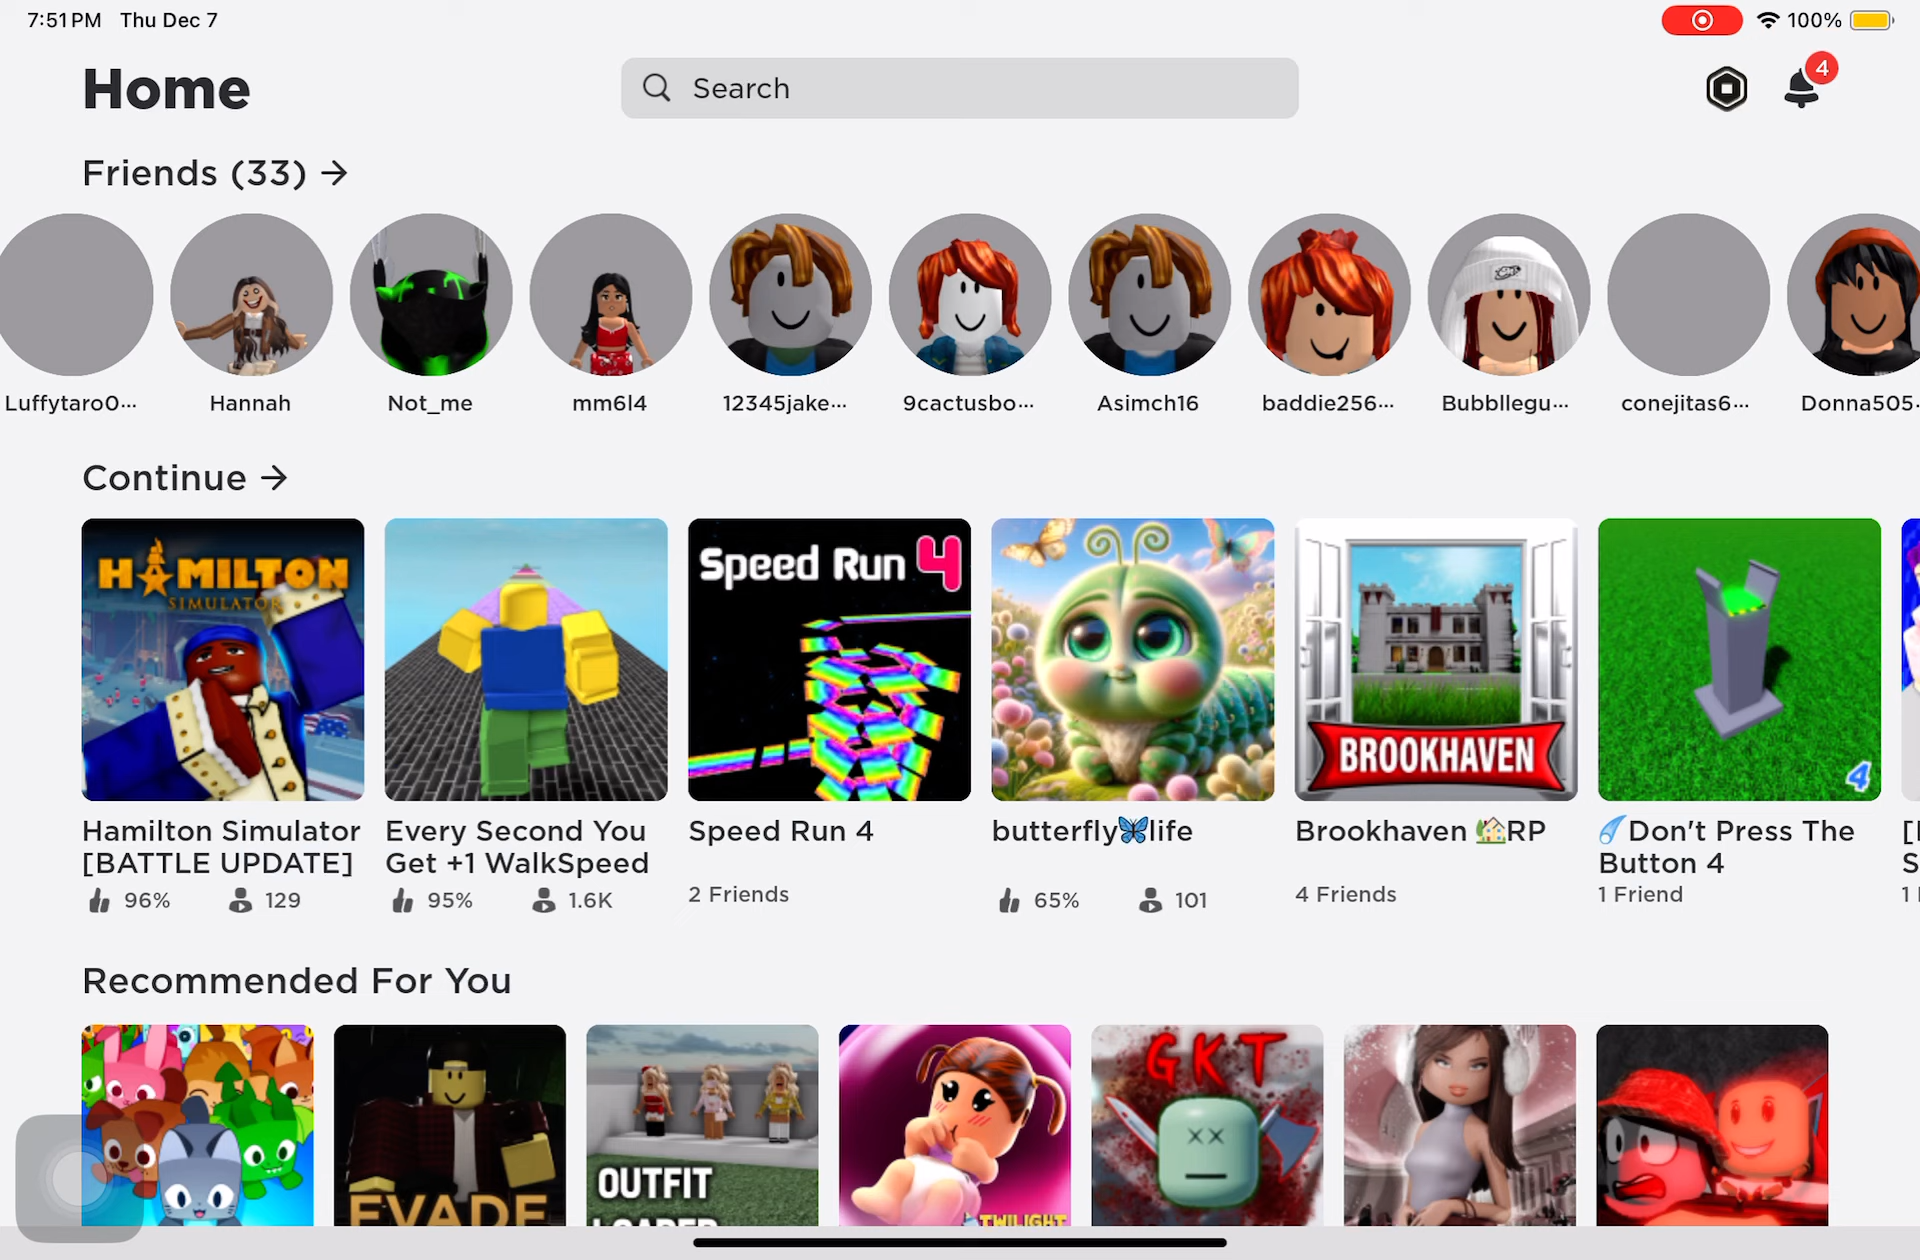 7:51 PM Thu Dec 7
100%
Home
Search
4
Friends (33) →
Luffytaro0...
Hannah
Not_me
mm6l4
12345jake...
9cactusbo...
Asimch16
baddie256...
Bubbllegu...
conejitas6...
Donna505.
Continue →
HAMILTON
SIMULATOR
Speed Run 4
BROOKHAVEN
4
Hamilton Simulator
[BATTLE UPDATE]
96% 129
Every Second You
Get +1 WalkSpeed
95% 1.6K
Speed Run 4
2 Friends
butterfly🦋life
65% 101
Brookhaven 🏡RP
4 Friends
☄️Don't Press The
Button 4
1 Friend
Recommended For You
EVADE
OUTFIT
LOADER
TWILIGHT
GKT